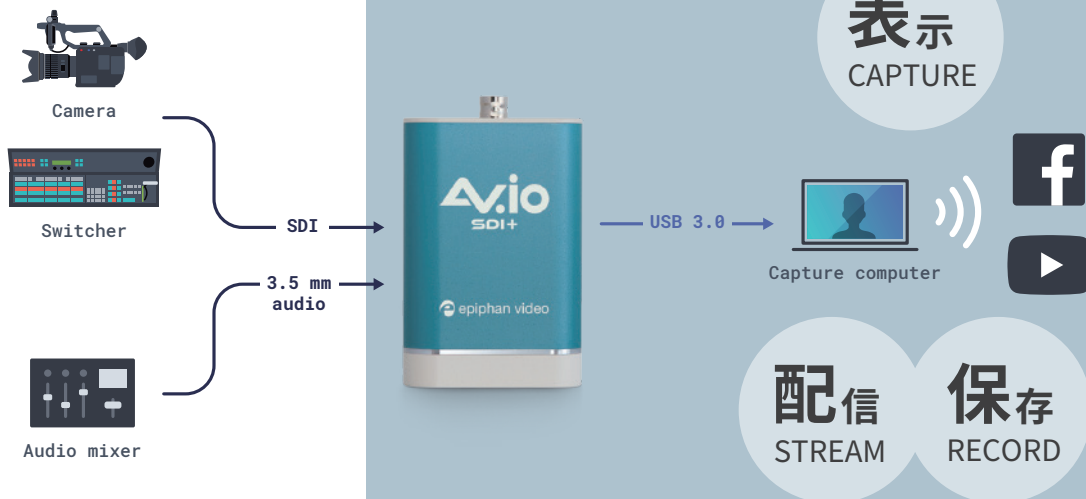 Camera
Switcher
SDI
3.5 mm
audio
Audio mixer
AV.io
SDI+
epiphan video
USB 3.0
Capture computer
表示
CAPTURE
配信
STREAM
保存
RECORD